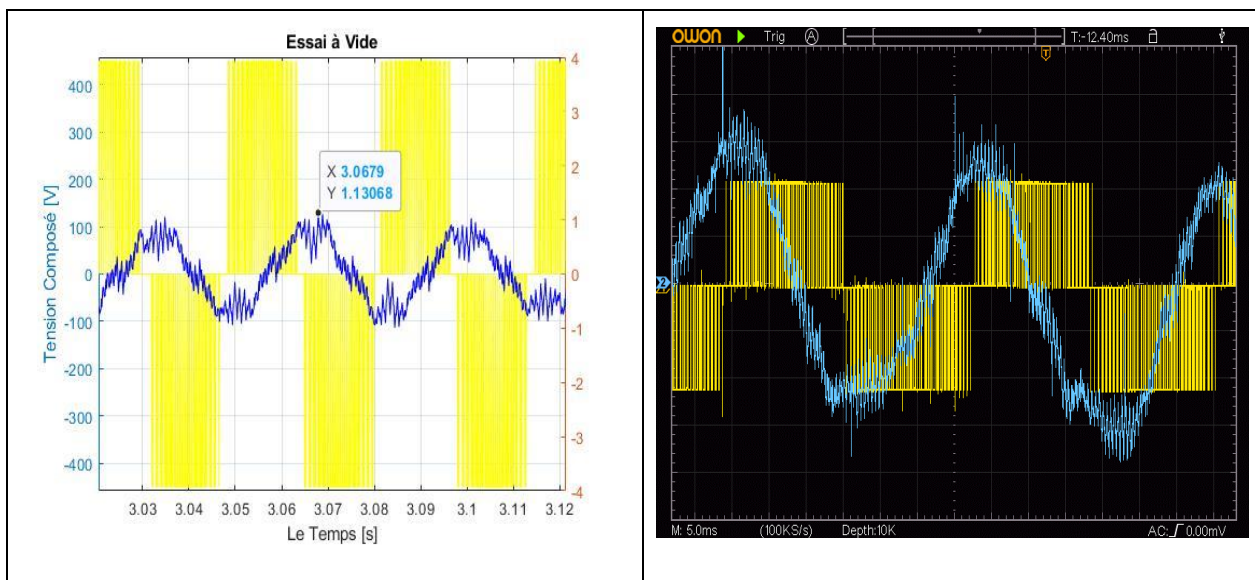 Essai à Vide
4
3
2
1
0
-1
-2
-3
-4
400
300
200
100
0
-100
-200
-300
-400
Tension Composé [V]
X 3.0679
Y 1.13068
3.03 3.04 3.05 3.06 3.07 3.08 3.09 3.1 3.11 3.12
Le Temps [s]
OWON Trig A T:-12.40ms
T
2
M: 5.0ms (100KS/s) Depth:10K AC: 0.00mV